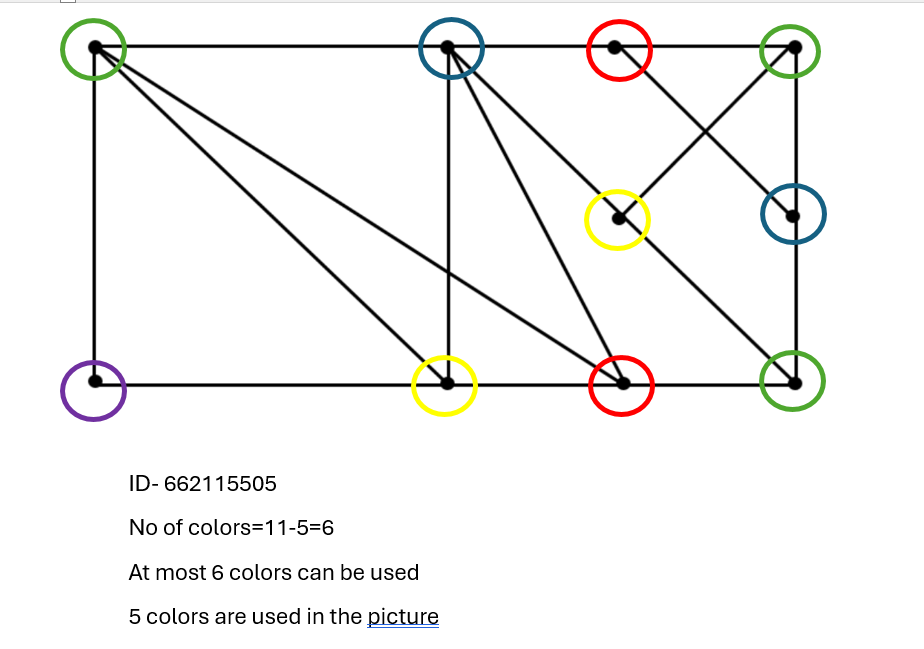 ID- 662115505
No of colors=11-5=6
At most 6 colors can be used
5 colors are used in the picture